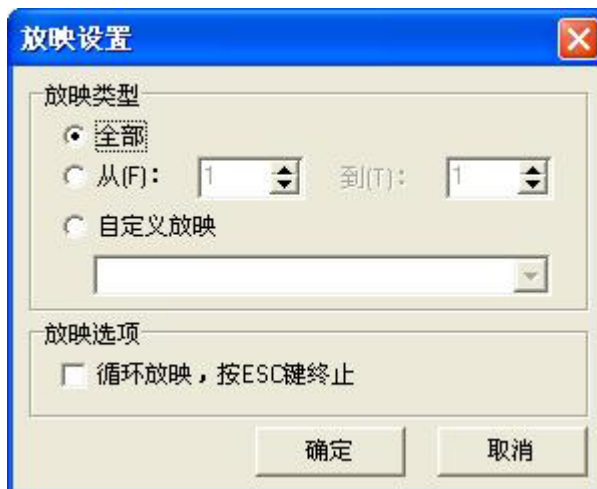 放映设置
放映类型
全部
从(F): 1 到(T): 1
自定义放映
放映选项
循环放映，按ESC键终止
确定 取消